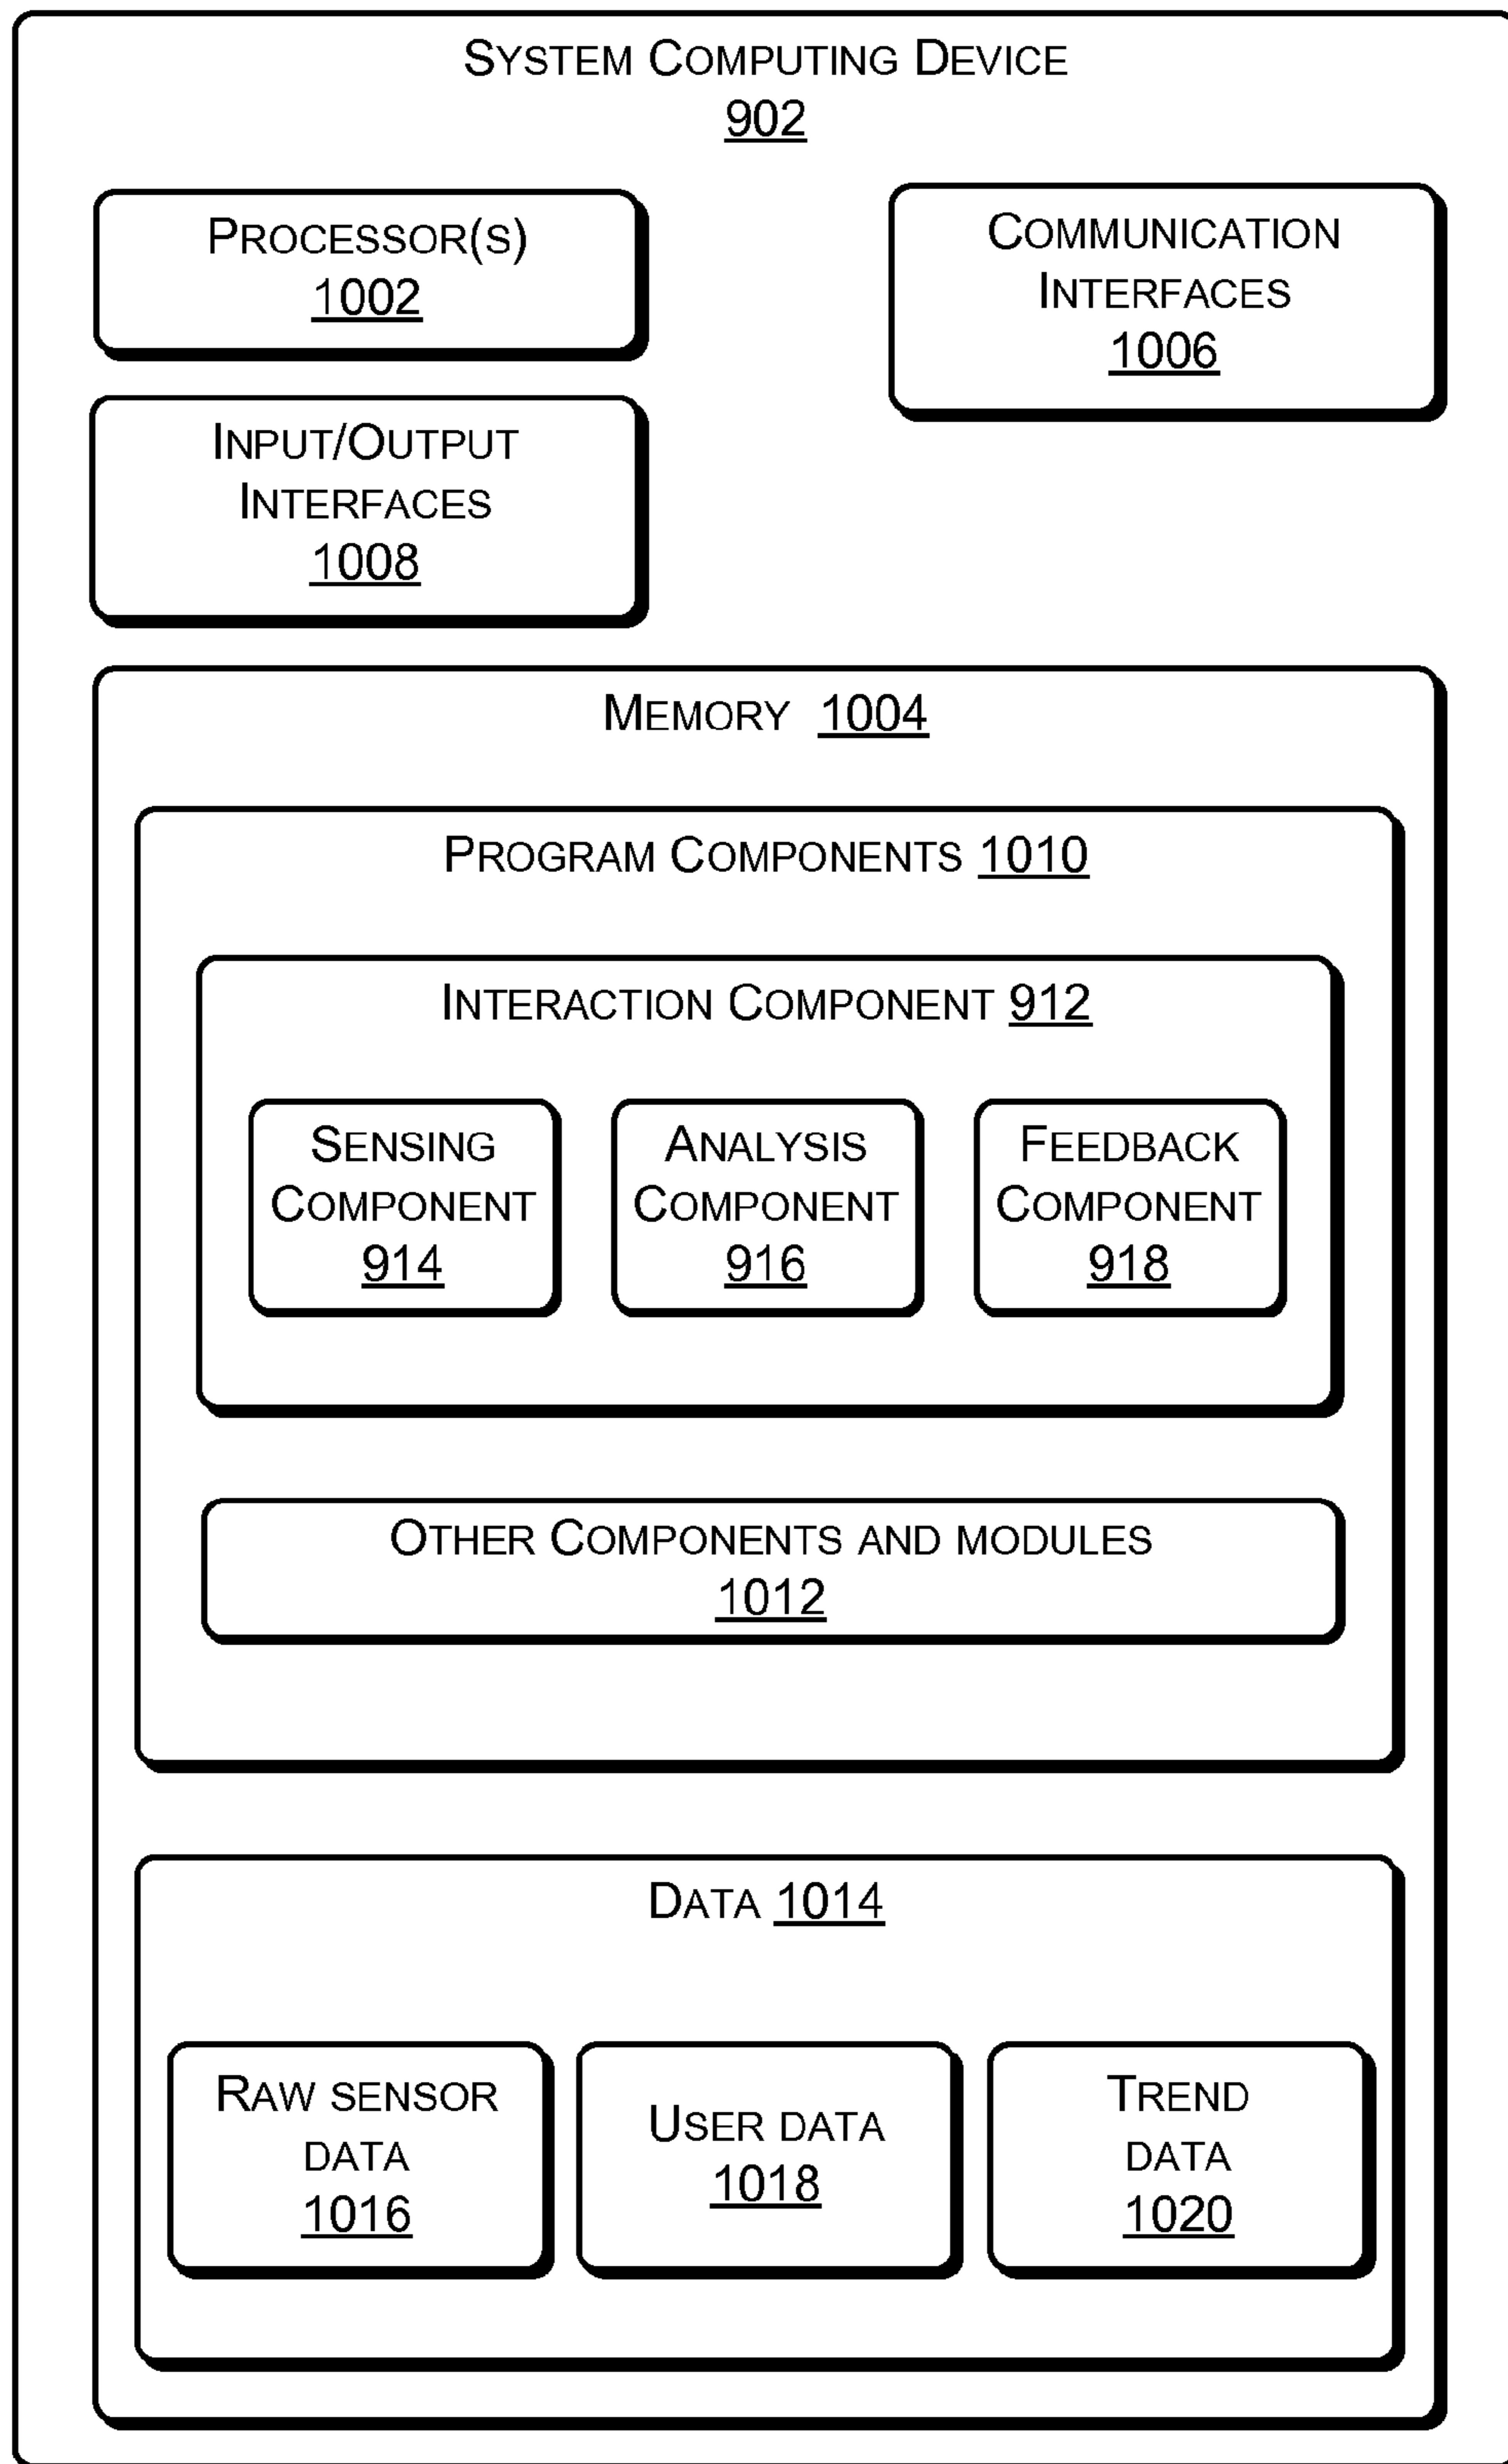 SYSTEM COMPUTING DEVICE
902
PROCESSOR(S)
1002
COMMUNICATION
INTERFACES
1006
INPUT/OUTPUT
INTERFACES
1008
MEMORY 1004
PROGRAM COMPONENTS 1010
INTERACTION COMPONENT 912
SENSING
COMPONENT
914
ANALYSIS
COMPONENT
916
FEEDBACK
COMPONENT
918
OTHER COMPONENTS AND MODULES
1012
DATA 1014
RAW SENSOR
DATA
1016
USER DATA
1018
TREND
DATA
1020